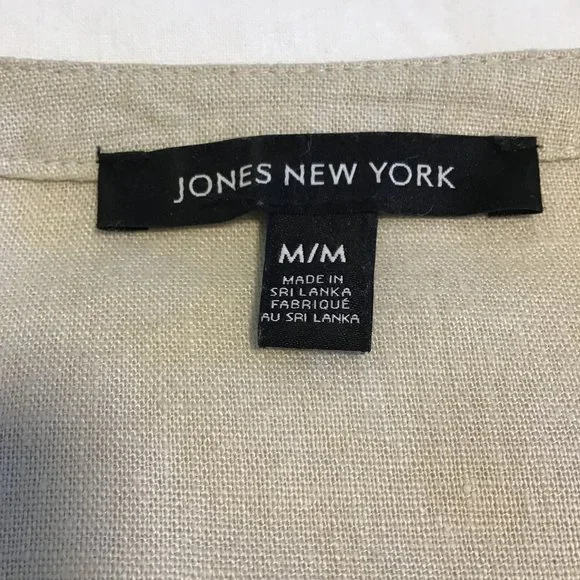 JONES NEW YORK
M/M
MADE IN
SRI LANKA
FABRIQUÉ
AU SRI LANKA